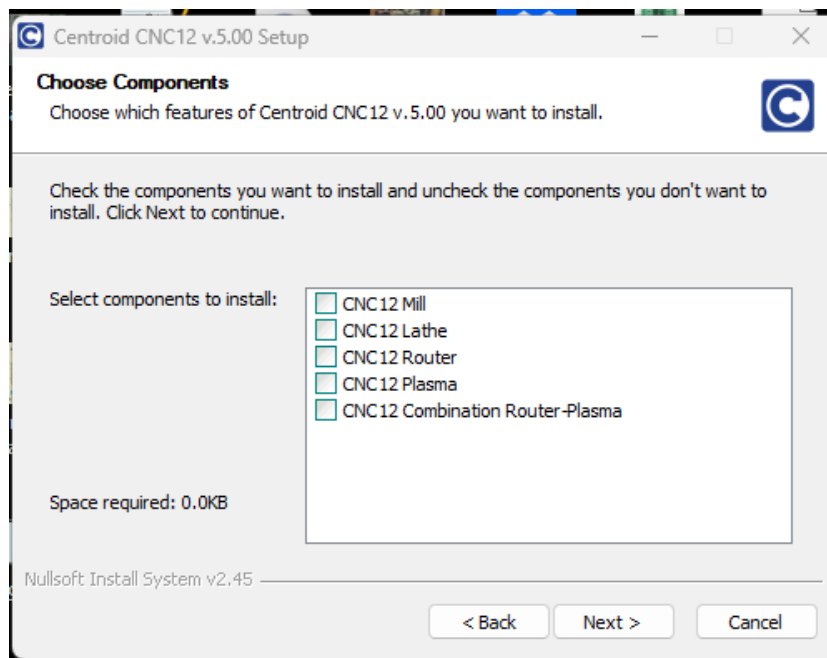 Centroid CNC12 v.5.00 Setup
Choose Components
Choose which features of Centroid CNC12 v.5.00 you want to install.
Check the components you want to install and uncheck the components you don't want to
install. Click Next to continue.
Select components to install:
CNC12 Mill
CNC12 Lathe
CNC12 Router
CNC12 Plasma
CNC12 Combination Router-Plasma
Space required: 0.0KB
Nullsoft Install System v2.45
< Back
Next >
Cancel